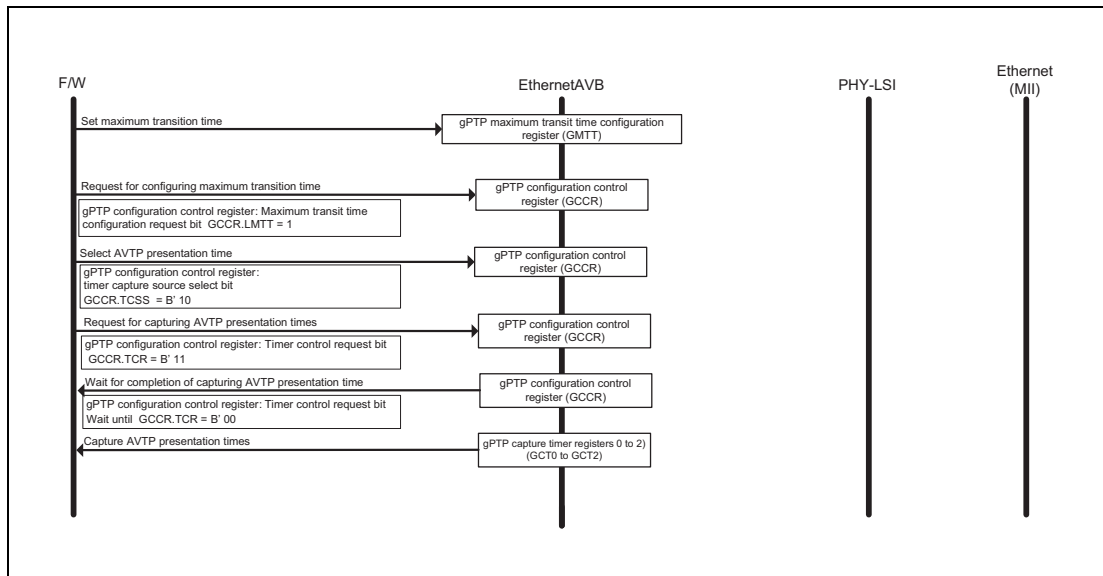 F/W
EthernetAVB
PHY-LSI
Ethernet
(MII)
Set maximum transition time
gPTP maximum transit time configuration
register (GMTT)
Request for configuring maximum transition time
gPTP configuration control
register (GCCR)
gPTP configuration control register: Maximum transit time
configuration request bit  GCCR.LMTT = 1
Select AVTP presentation time
gPTP configuration control
register (GCCR)
gPTP configuration control register:
timer capture source select bit
GCCR.TCSS  = B' 10
Request for capturing AVTP presentation times
gPTP configuration control
register (GCCR)
gPTP configuration control register: Timer control request bit
GCCR.TCR = B' 11
Wait for completion of capturing AVTP presentation time
gPTP configuration control
register (GCCR)
gPTP configuration control register: Timer control request bit
Wait until  GCCR.TCR = B' 00
Capture AVTP presentation times
gPTP capture timer registers 0 to 2)
(GCT0 to GCT2)